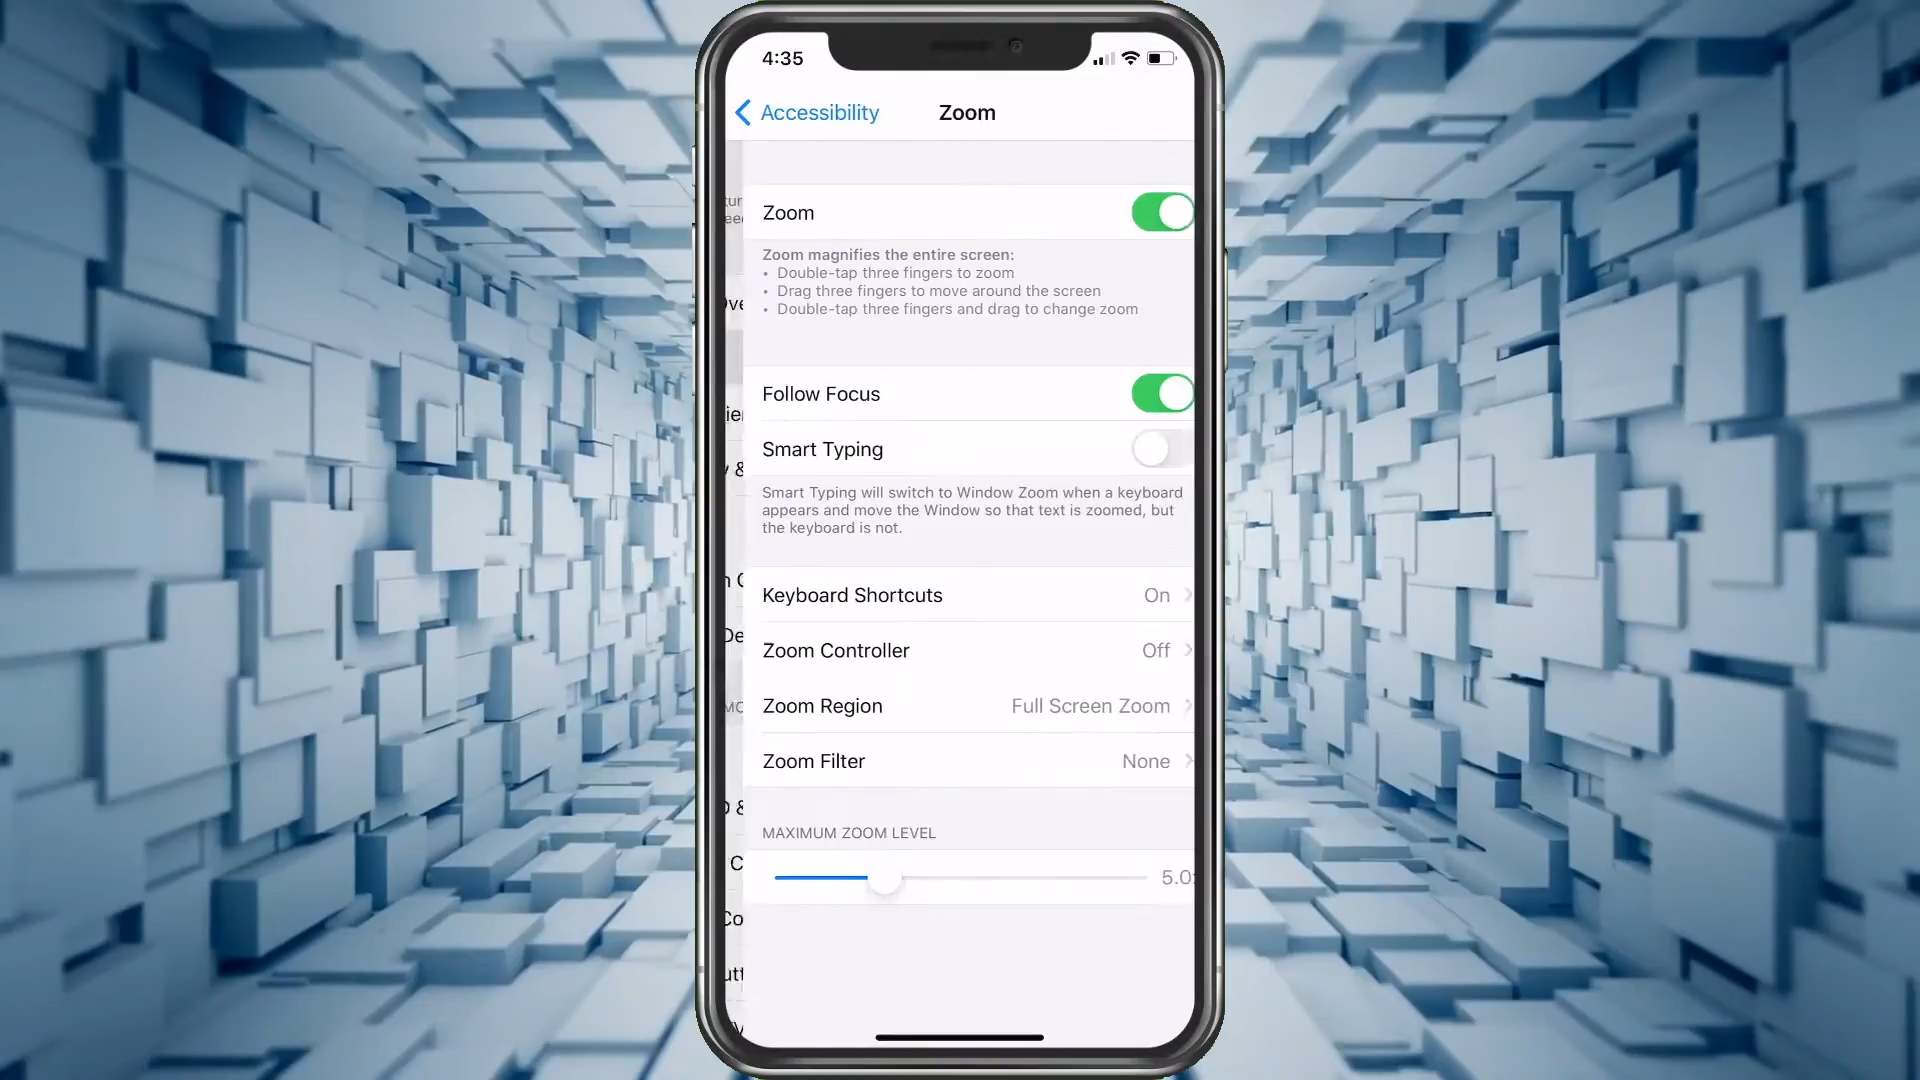 4:35
Accessibility
Zoom
Zoom
Zoom magnifies the entire screen:
• Double-tap three fingers to zoom
• Drag three fingers to move around the screen
• Double-tap three fingers and drag to change zoom
Follow Focus
Smart Typing
Smart Typing will switch to Window Zoom when a keyboard
appears and move the Window so that text is zoomed, but
the keyboard is not.
Keyboard Shortcuts On
Zoom Controller Off
Zoom Region Full Screen Zoom
Zoom Filter None
MAXIMUM ZOOM LEVEL
5.0